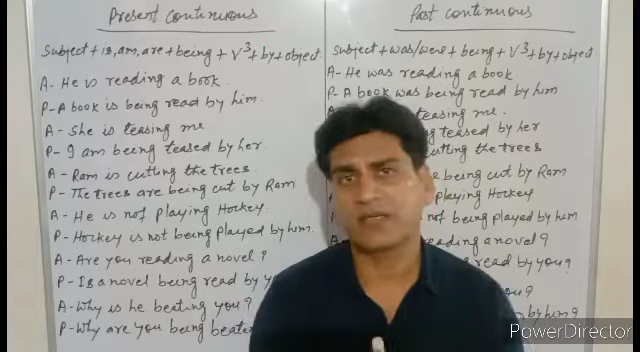 Present continuous
Subject + is, am, are + being + V³ + by + object
A - He is reading a book.
P - A book is being read by him.
A - She is teasing me.
P - I am being teased by her.
A - Ram is cutting the trees.
P - The trees are being cut by Ram
A - He is not playing Hockey.
P - Hockey is not being played by him.
A - Are you reading a novel?
P - Is a novel being read by
A - Why is he beating you?
P - Why are you being
Past continuous
Subject + was/were + being + V³ + by + object
A - He was reading a book
P - A book was being read by him
teasing me.
teased by her
cutting the trees
being cut by Ram
playing Hockey
not being played by him
reading a novel?
read by you?
you?
by him?
PowerDirector